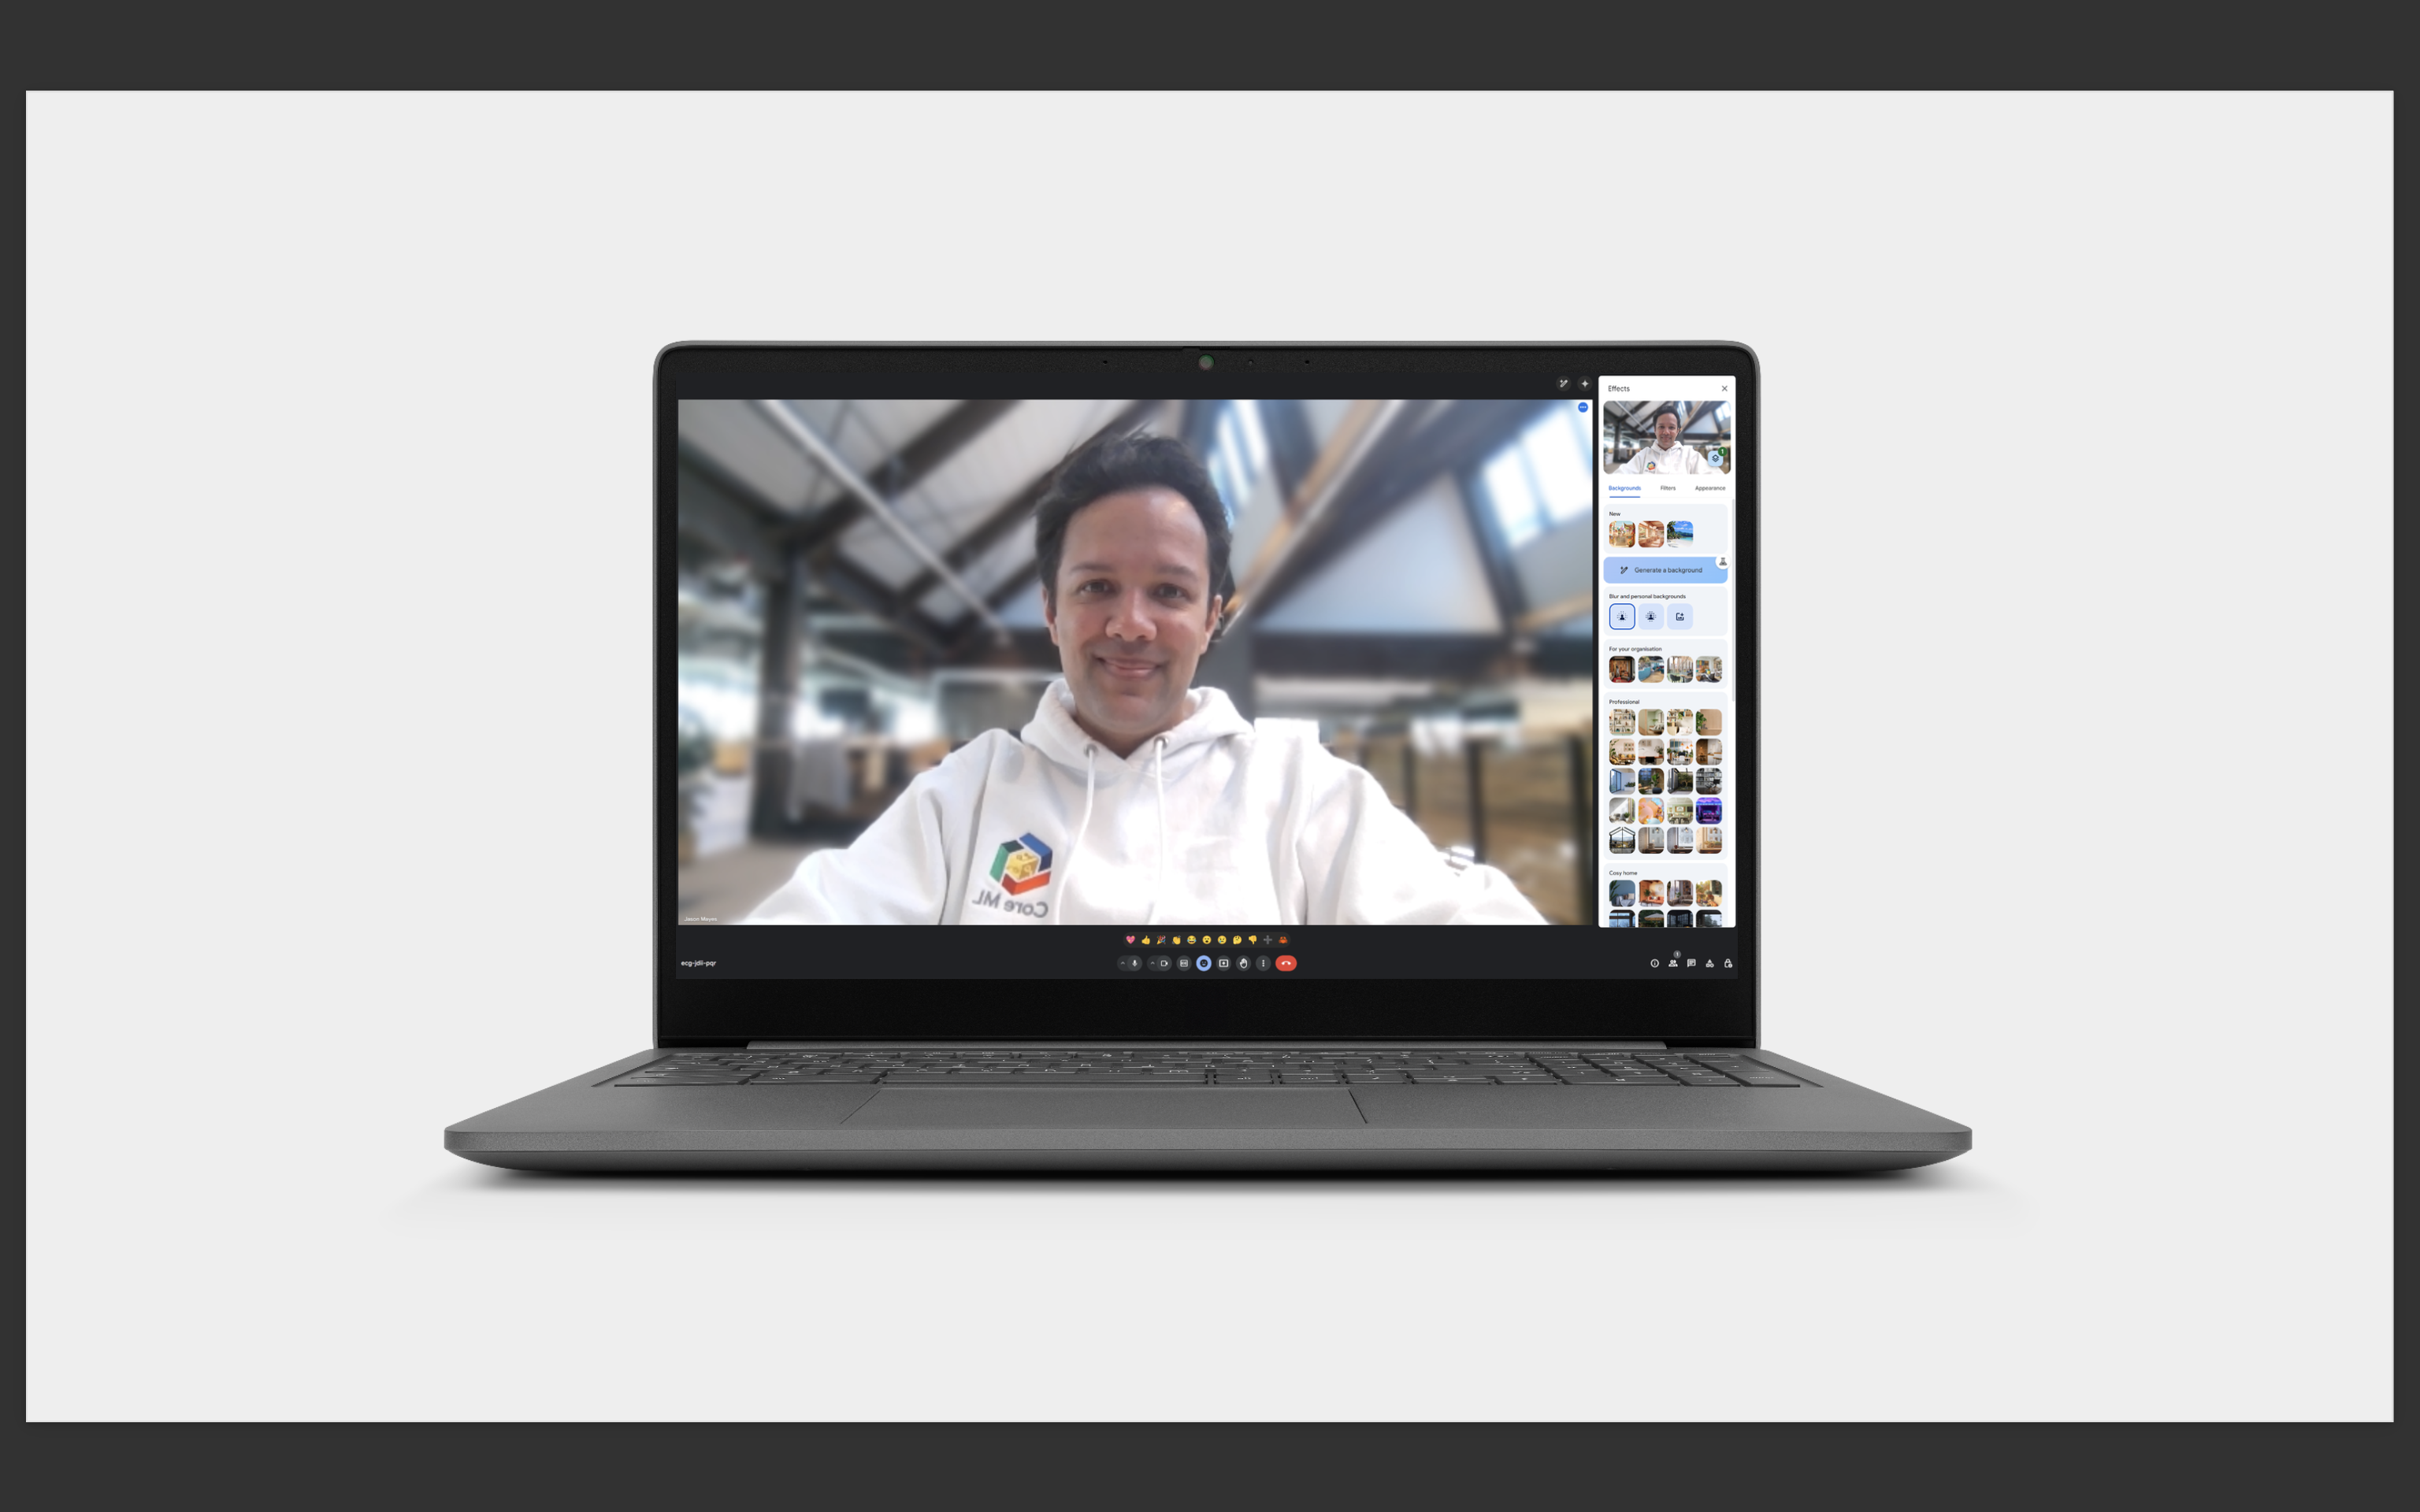 Effects
Backgrounds Filters Appearance
New
Generate a background
Blur and personal backgrounds
For your organisation
Professional
Cosy home
Core ML
Jason Mayes
ecg-jdii-pqr